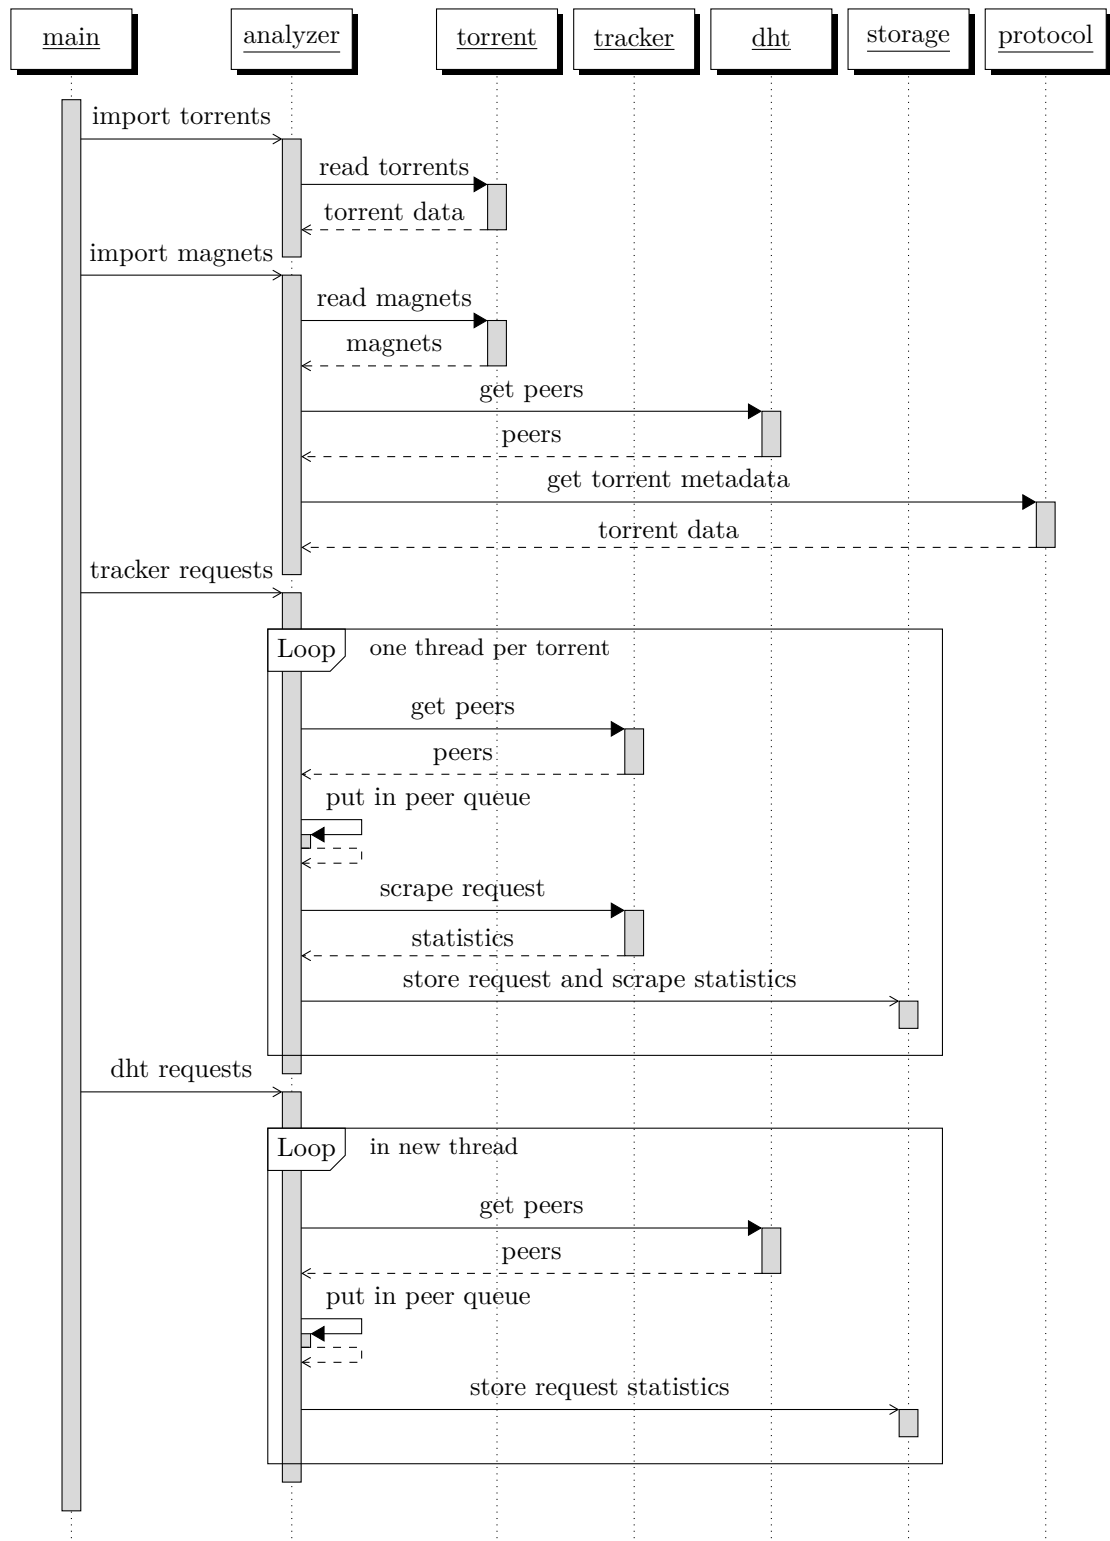 main analyzer torrent tracker dht storage protocol
import torrents
read torrents
torrent data
import magnets
read magnets
magnets
get peers
peers
get torrent metadata
torrent data
tracker requests
Loop one thread per torrent
get peers
peers
put in peer queue
scrape request
statistics
store request and scrape statistics
dht requests
Loop in new thread
get peers
peers
put in peer queue
store request statistics